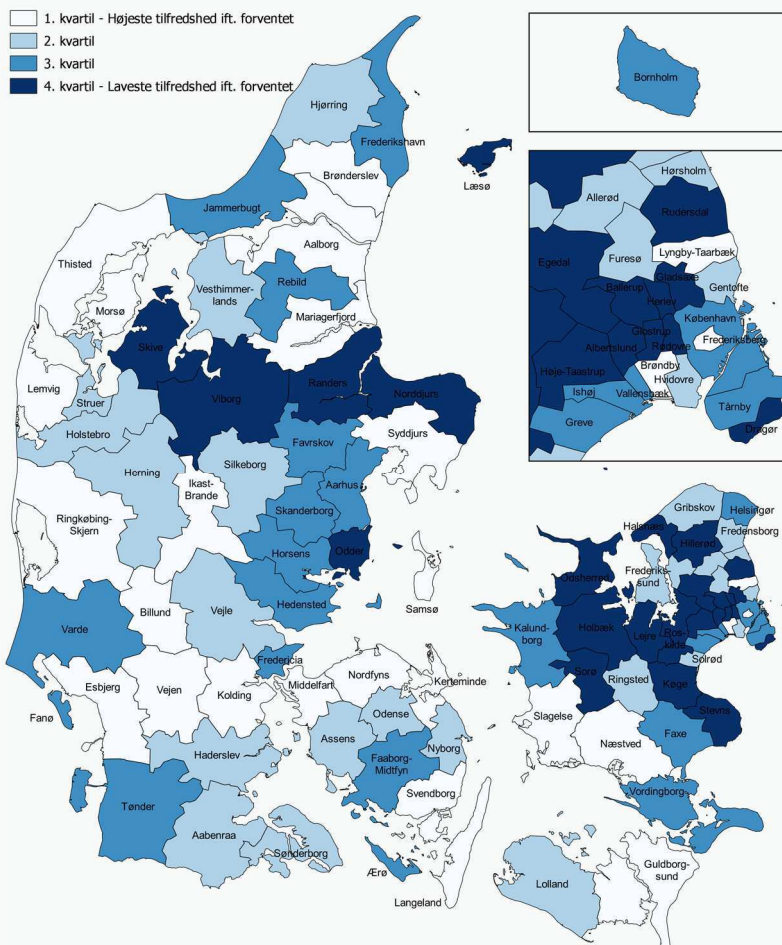 1. kvartil - Højeste tilfredshed ift. forventet
2. kvartil
3. kvartil
4. kvartil - Laveste tilfredshed ift. forventet
Bornholm
Hjørring
Frederikshavn
Brønderslev
Læsø
Jammerbugt
Aalborg
Thisted
Vesthimmer-
lands
Rebild
Morsø
Mariagerfjord
Skive
Lemvig
Struer
Viborg
Randers
Norddjurs
Holstebro
Favrskov
Syddjurs
Herning
Silkeborg
Ikast-
Brande
Aarhus
Skanderborg
Ringkøbing-
Skjern
Horsens
Odder
Hedensted
Samsø
Billund
Vejle
Varde
Fredericia
Esbjerg
Vejen
Kolding
Middelfart
Nordfyns
Kerteminde
Fanø
Odense
Assens
Nyborg
Haderslev
Faaborg-
Midtfyn
Svendborg
Tønder
Aabenraa
Sønderborg
Ærø
Langeland
Hørsholm
Allerød
Rudersdal
Egedal
Furesø
Lyngby-Taarbæk
Gladsaxe
Ballerup
Gentofte
Herlev
København
Glostrup
Frederiksberg
Albertslund
Rødovre
Høje-Taastrup
Brøndby
Hvidovre
Ishøj
Vallensbæk
Tårnby
Greve
Dragør
Gribskov
Helsingør
Halsnæs
Hillerød
Fredensborg
Frederiks-
sund
Odsherred
Kalund-
borg
Holbæk
Lejre
Ros-
kilde
Solrød
Sorø
Ringsted
Køge
Stevns
Slagelse
Næstved
Faxe
Vordingborg
Guldborg-
sund
Lolland